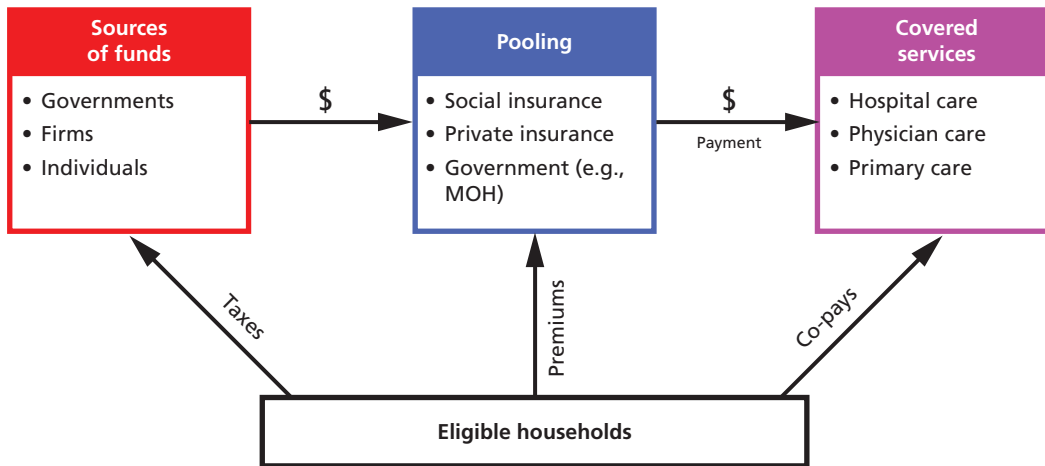 Sources
of funds
• Governments
• Firms
• Individuals
$
Pooling
• Social insurance
• Private insurance
• Government (e.g.,
MOH)
$
Payment
Covered
services
• Hospital care
• Physician care
• Primary care
Taxes
Premiums
Co-pays
Eligible households